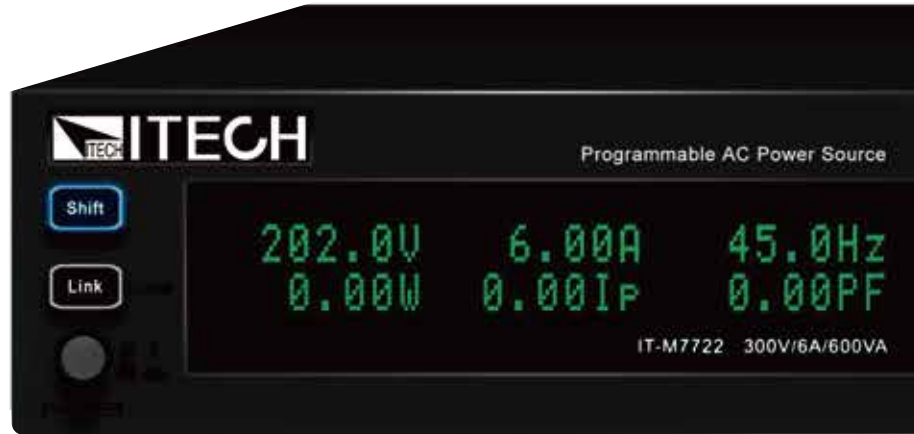 ITECH ITECH
Programmable AC Power Source
Shift
202.0V 6.00A 45.0Hz
Link
0.00W 0.00Ip 0.00PF
IT-M7722 300V/6A/600VA